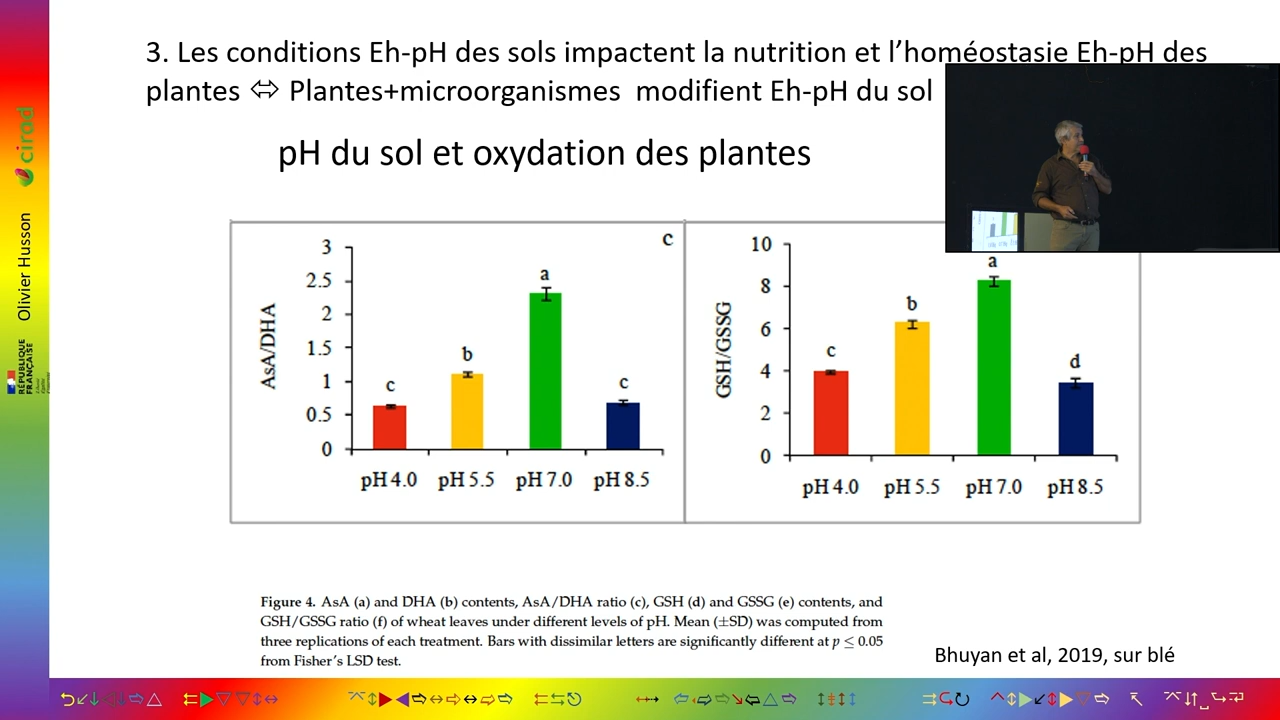 3. Les conditions Eh-pH des sols impactent la nutrition et l’homéostasie Eh-pH des
plantes ⬄ Plantes+microorganismes modifient Eh-pH du sol
pH du sol et oxydation des plantes
cirad
Olivier Husson
RÉPUBLIQUE
FRANÇAISE
c
AsA/DHA
3
2.5
2
1.5
1
0.5
0
c
b
a
c
pH 4.0 pH 5.5 pH 7.0 pH 8.5
GSH/GSSG
10
8
6
4
2
0
c
b
a
d
pH 4.0 pH 5.5 pH 7.0 pH 8.5
Figure 4. AsA (a) and DHA (b) contents, AsA/DHA ratio (c), GSH (d) and GSSG (e) contents, and
GSH/GSSG ratio (f) of wheat leaves under different levels of pH. Mean (±SD) was computed from
three replications of each treatment. Bars with dissimilar letters are significantly different at p ≤ 0.05
from Fisher’s LSD test.
Bhuyan et al, 2019, sur blé